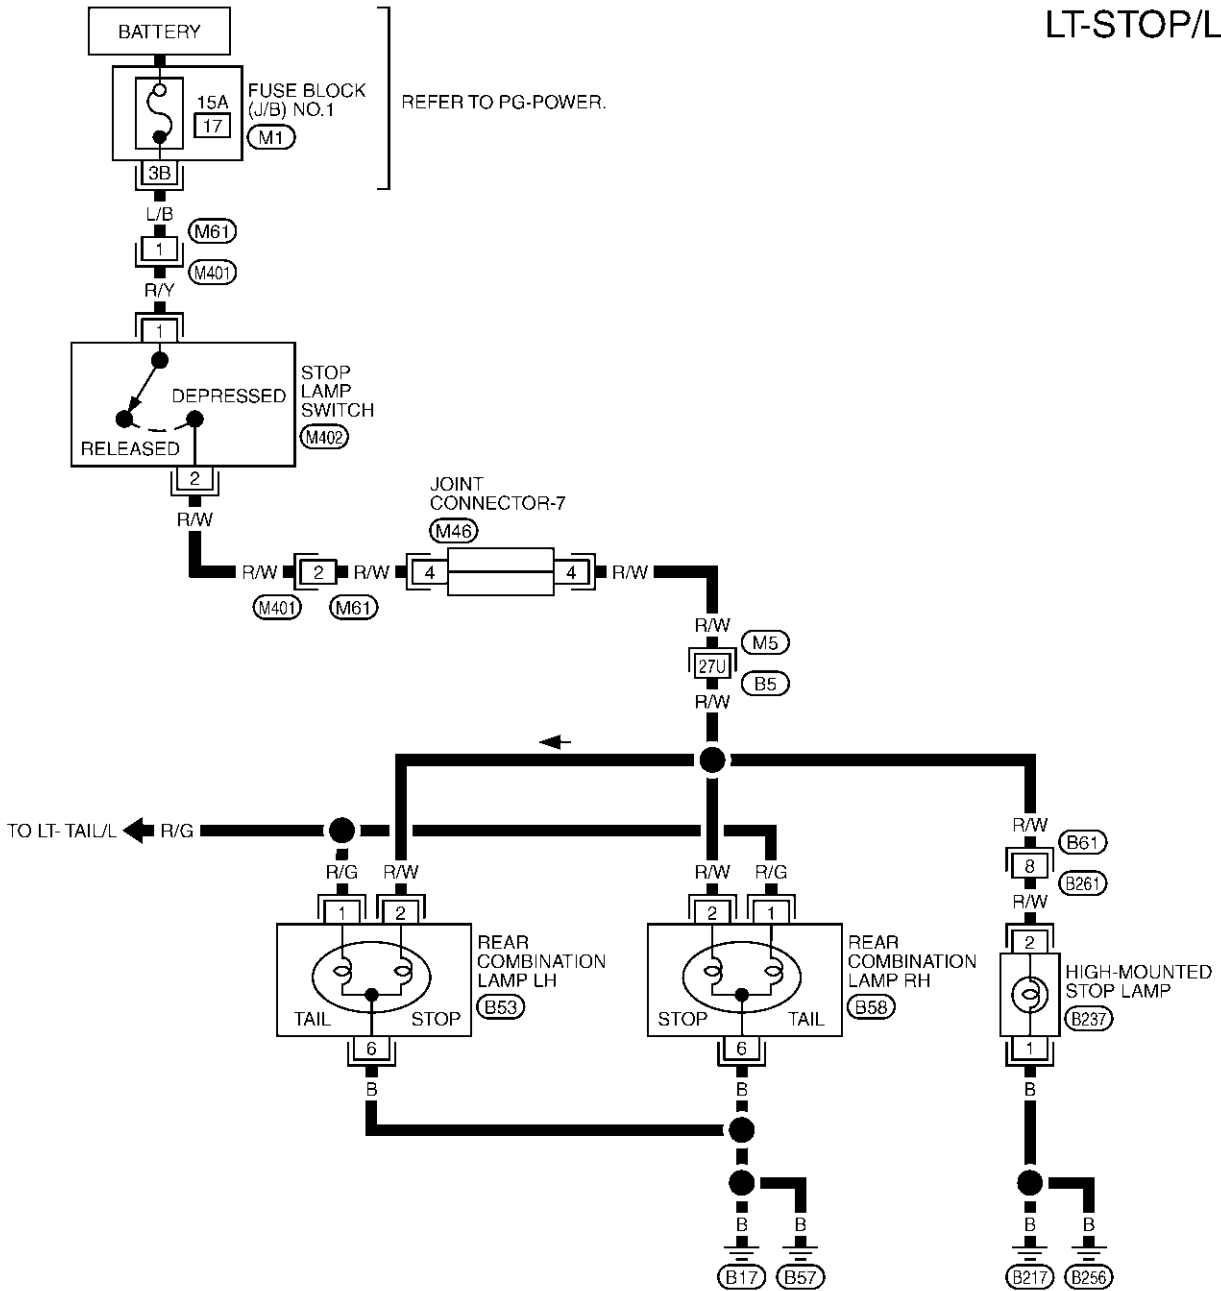 LT-STOP/L
BATTERY
FUSE BLOCK
(J/B) NO.1
15A
17
M1
REFER TO PG-POWER.
3B
L/B
M61
1
M401
R/Y
1
STOP
LAMP
SWITCH
M402
DEPRESSED
RELEASED
2
R/W
JOINT
CONNECTOR-7
M46
R/W
2
R/W
4
4
R/W
M401
M61
R/W
M5
27U
B5
R/W
TO LT- TAIL/L
R/G
R/W
B61
8
B261
R/W
R/G
R/W
R/W
R/G
1
2
2
1
2
REAR
COMBINATION
LAMP LH
B53
TAIL
STOP
REAR
COMBINATION
LAMP RH
B58
STOP
TAIL
HIGH-MOUNTED
STOP LAMP
B237
6
6
1
B
B
B
B
B
B
B
B17
B57
B217
B256